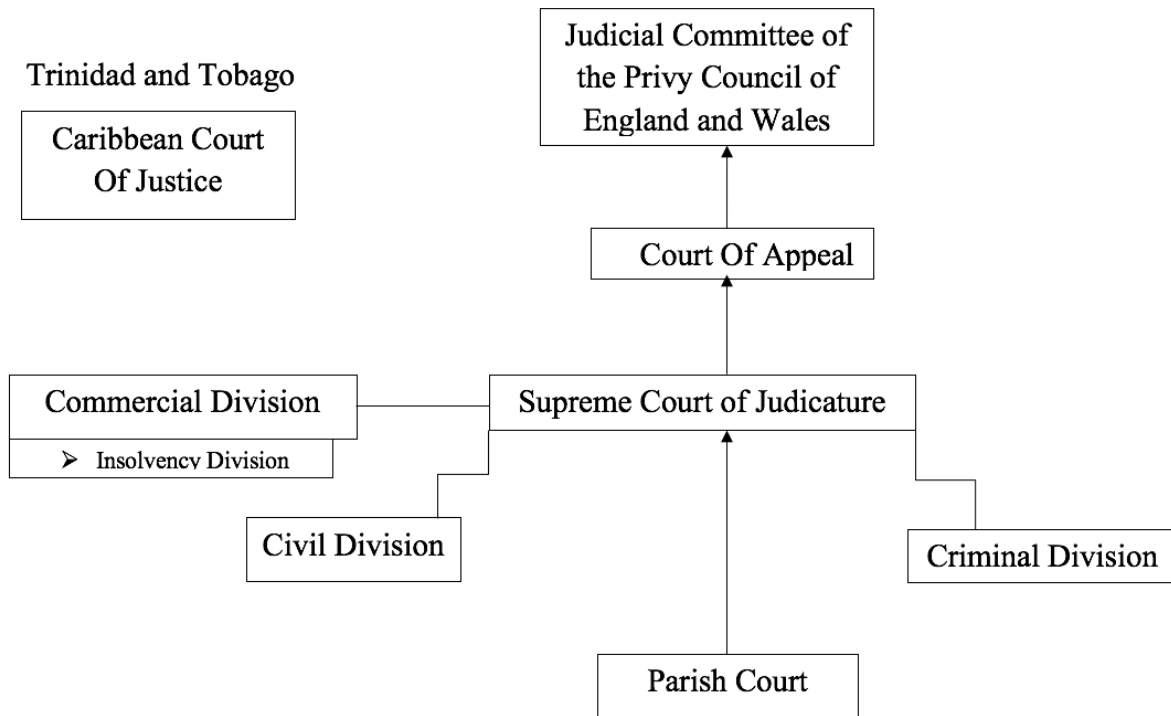 Judicial Committee of
the Privy Council of
England and Wales
Trinidad and Tobago
Caribbean Court
Of Justice
Court Of Appeal
Commercial Division
➢ Insolvency Division
Supreme Court of Judicature
Civil Division
Criminal Division
Parish Court